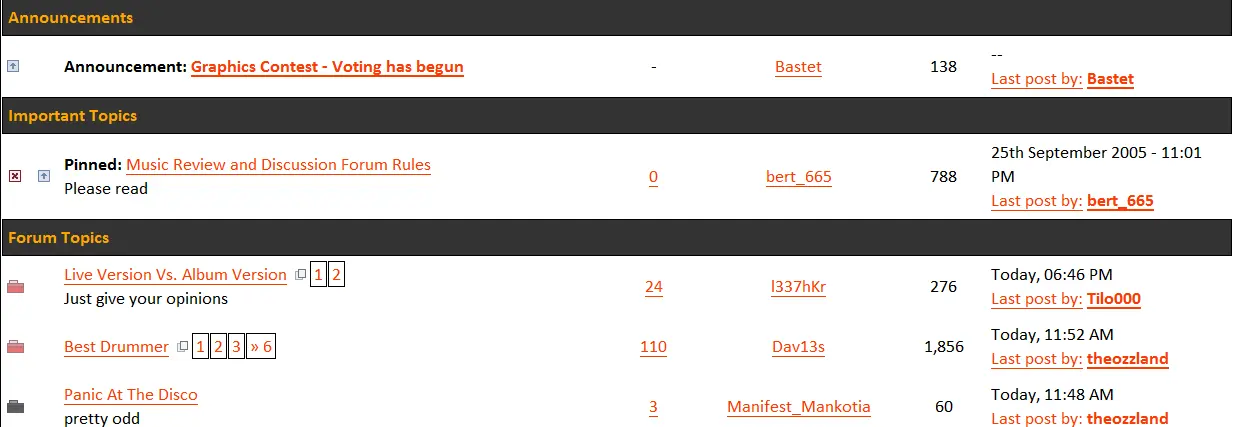 Announcements
Announcement: Graphics Contest - Voting has begun - Bastet 138 --
Last post by: Bastet
Important Topics
Pinned: Music Review and Discussion Forum Rules
Please read
0 bert_665 788
25th September 2005 - 11:01
PM
Last post by: bert_665
Forum Topics
Live Version Vs. Album Version 1 2
Just give your opinions
24 l337hKr 276
Today, 06:46 PM
Last post by: Tilo000
Best Drummer 1 2 3 » 6
110 Dav13s 1,856
Today, 11:52 AM
Last post by: theozzland
Panic At The Disco
pretty odd
3 Manifest_Mankotia 60
Today, 11:48 AM
Last post by: theozzland